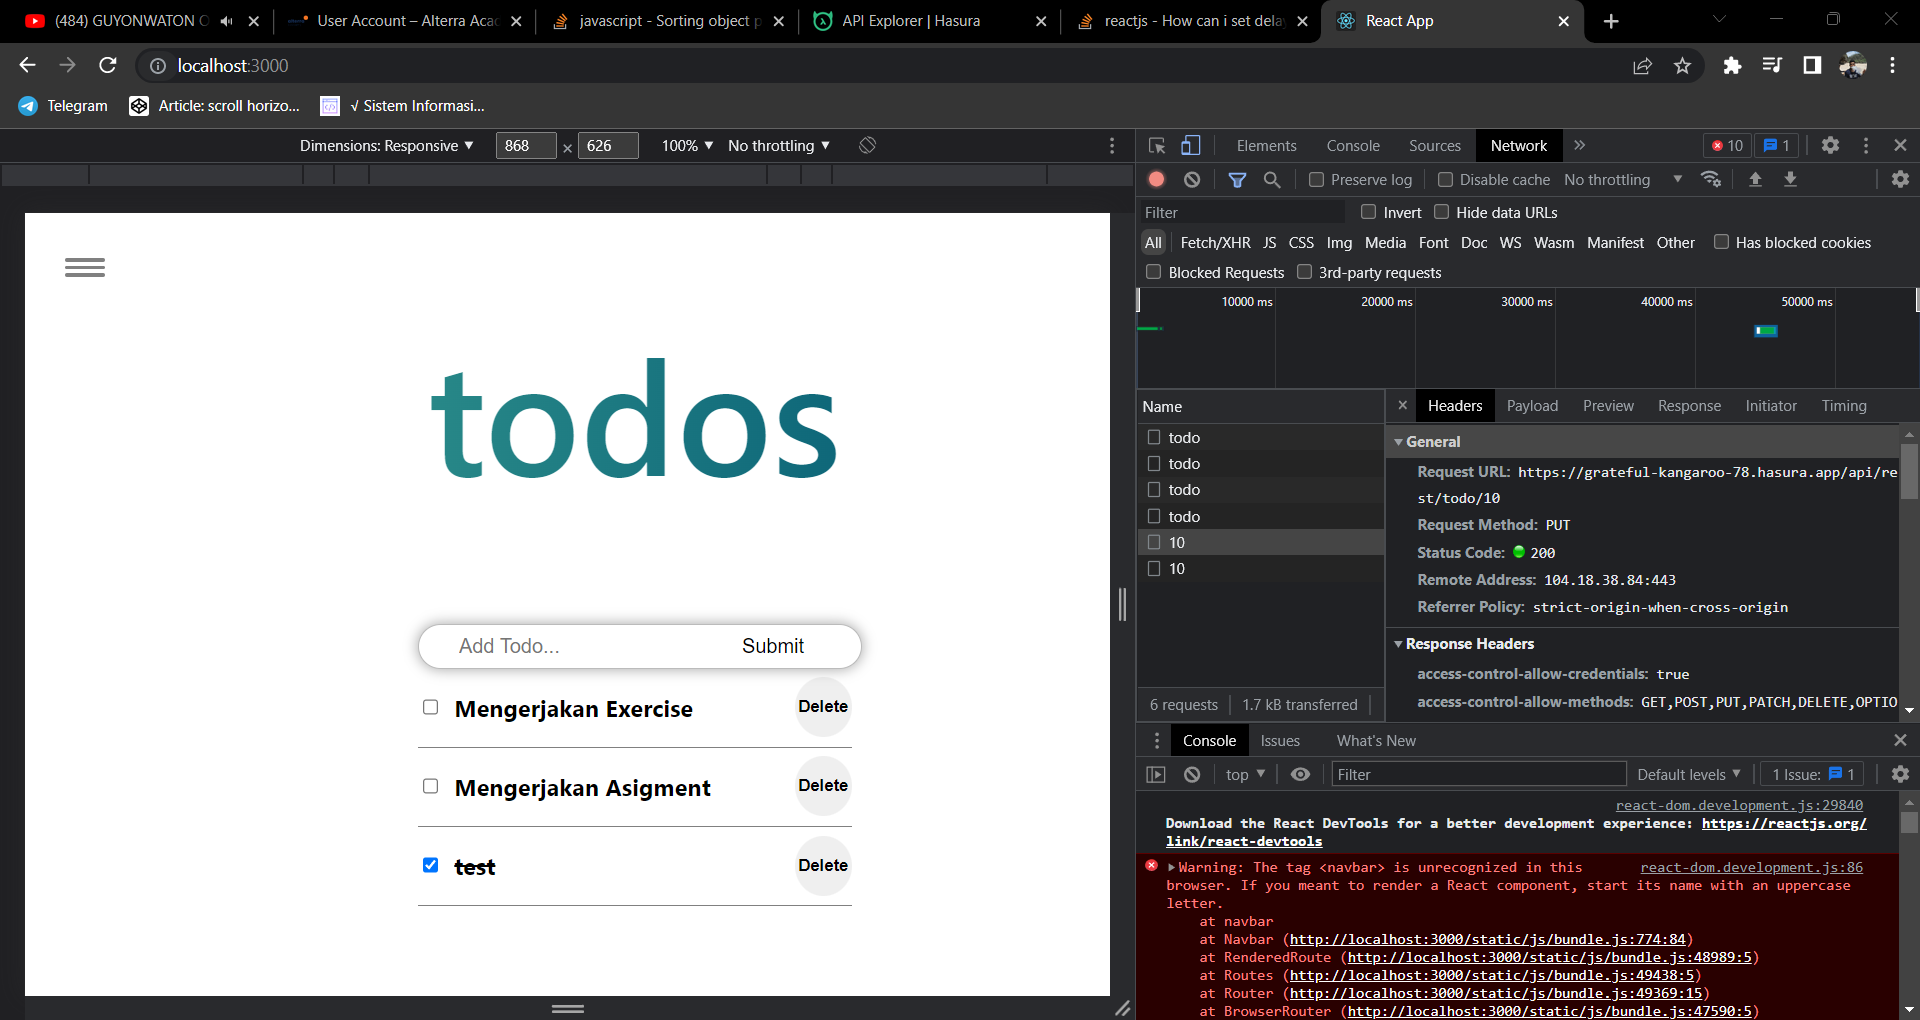 (484) GUYONWATON O
User Account – Alterra Aca
javascript - Sorting object p
API Explorer | Hasura
reactjs - How can i set dela
React App
localhost:3000
Telegram
Article: scroll horizo...
√ Sistem Informasi...
Dimensions: Responsive ▼ 868 × 626 100% ▼ No throttling ▼
Elements Console Sources Network » 10 1
Preserve log Disable cache No throttling ▼
Filter Invert Hide data URLs
All Fetch/XHR JS CSS Img Media Font Doc WS Wasm Manifest Other Has blocked cookies
Blocked Requests 3rd-party requests
10000 ms 20000 ms 30000 ms 40000 ms 50000 ms
todos
Add Todo... Submit
Mengerjakan Exercise Delete
Mengerjakan Asigment Delete
test Delete
Name
todo
todo
todo
todo
10
10
6 requests 1.7 kB transferred
Headers Payload Preview Response Initiator Timing
General
Request URL: https://grateful-kangaroo-78.hasura.app/api/re
st/todo/10
Request Method: PUT
Status Code: 200
Remote Address: 104.18.38.84:443
Referrer Policy: strict-origin-when-cross-origin
Response Headers
access-control-allow-credentials: true
access-control-allow-methods: GET,POST,PUT,PATCH,DELETE,OPTIO
Console Issues What's New
top ▼ Filter Default levels ▼ 1 Issue: 1
react-dom.development.js:29840
Download the React DevTools for a better development experience: https://reactjs.org/
link/react-devtools
Warning: The tag <navbar> is unrecognized in this react-dom.development.js:86
browser. If you meant to render a React component, start its name with an uppercase
letter.
at navbar
at Navbar (http://localhost:3000/static/js/bundle.js:774:84)
at RenderedRoute (http://localhost:3000/static/js/bundle.js:48989:5)
at Routes (http://localhost:3000/static/js/bundle.js:49438:5)
at Router (http://localhost:3000/static/js/bundle.js:49369:15)
at BrowserRouter (http://localhost:3000/static/js/bundle.js:47590:5)